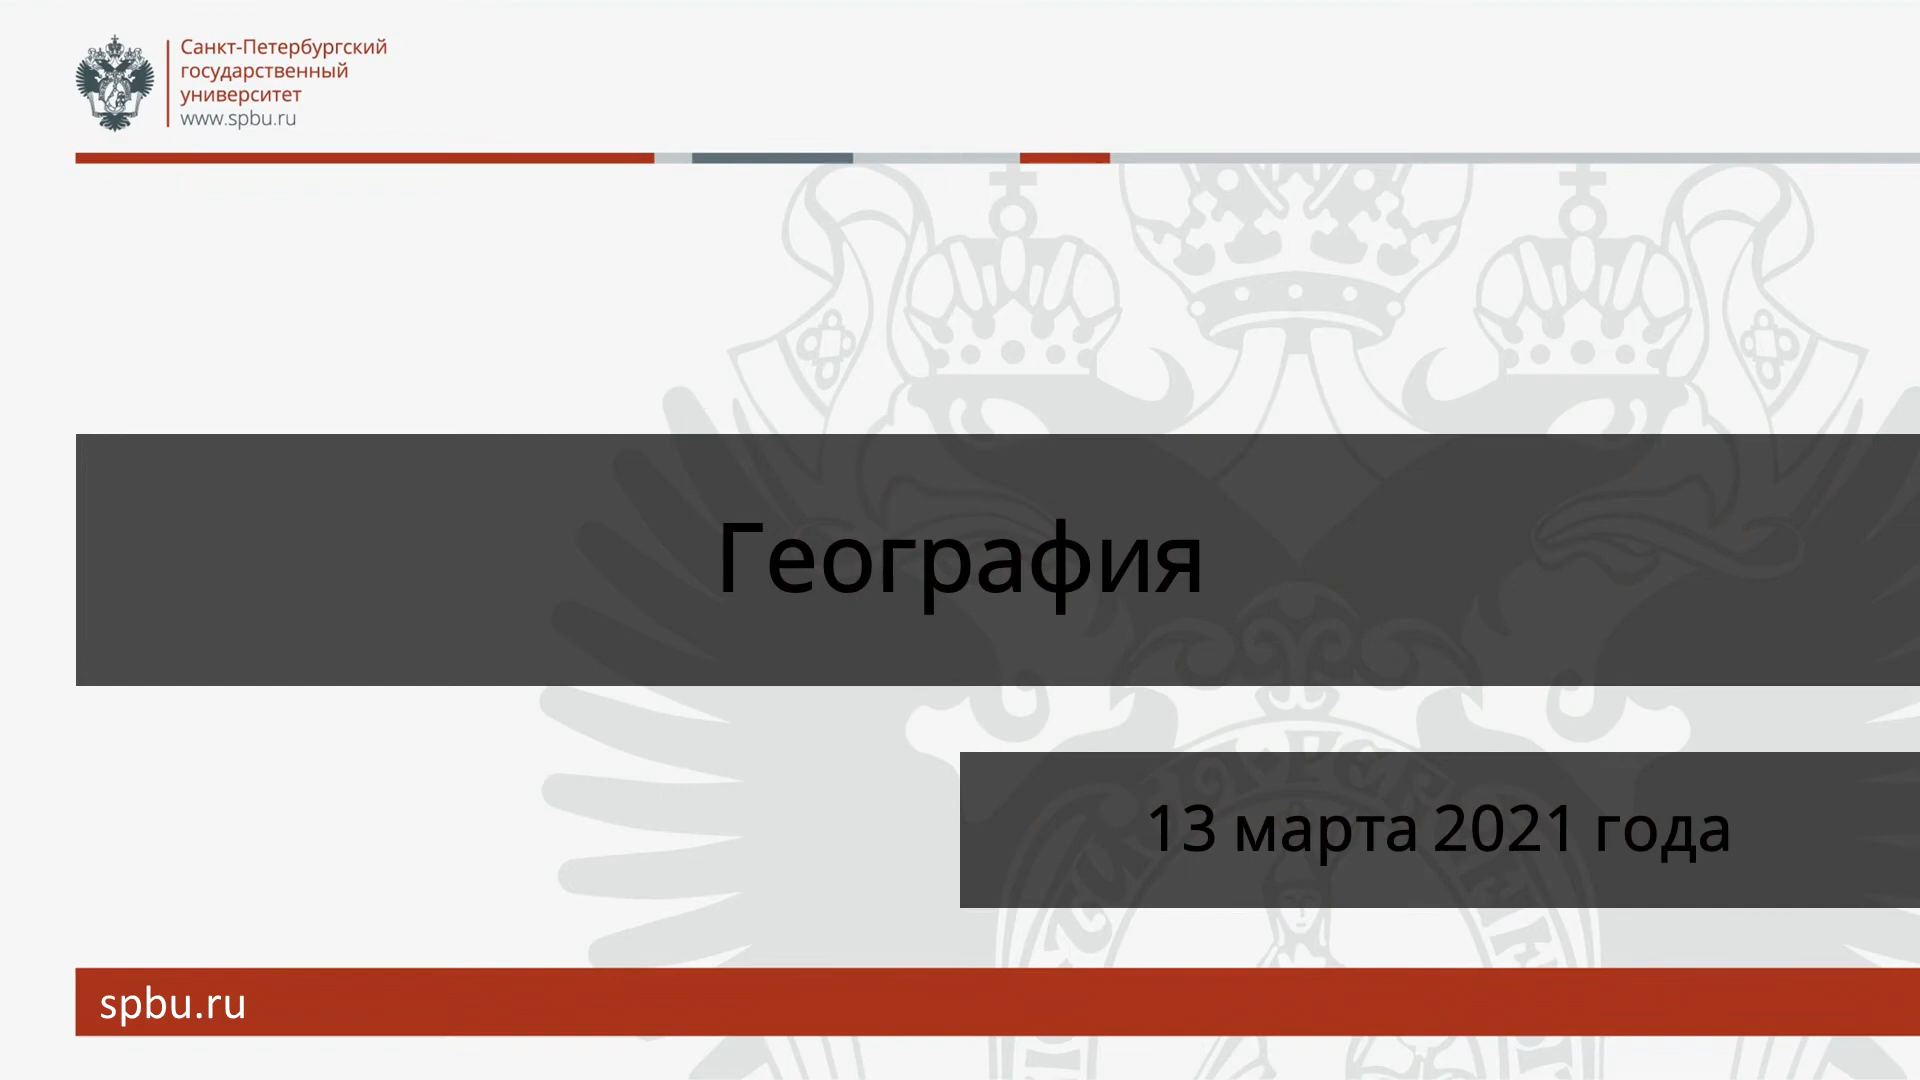 Санкт-Петербургский
государственный
университет
www.spbu.ru
География
13 марта 2021 года
spbu.ru